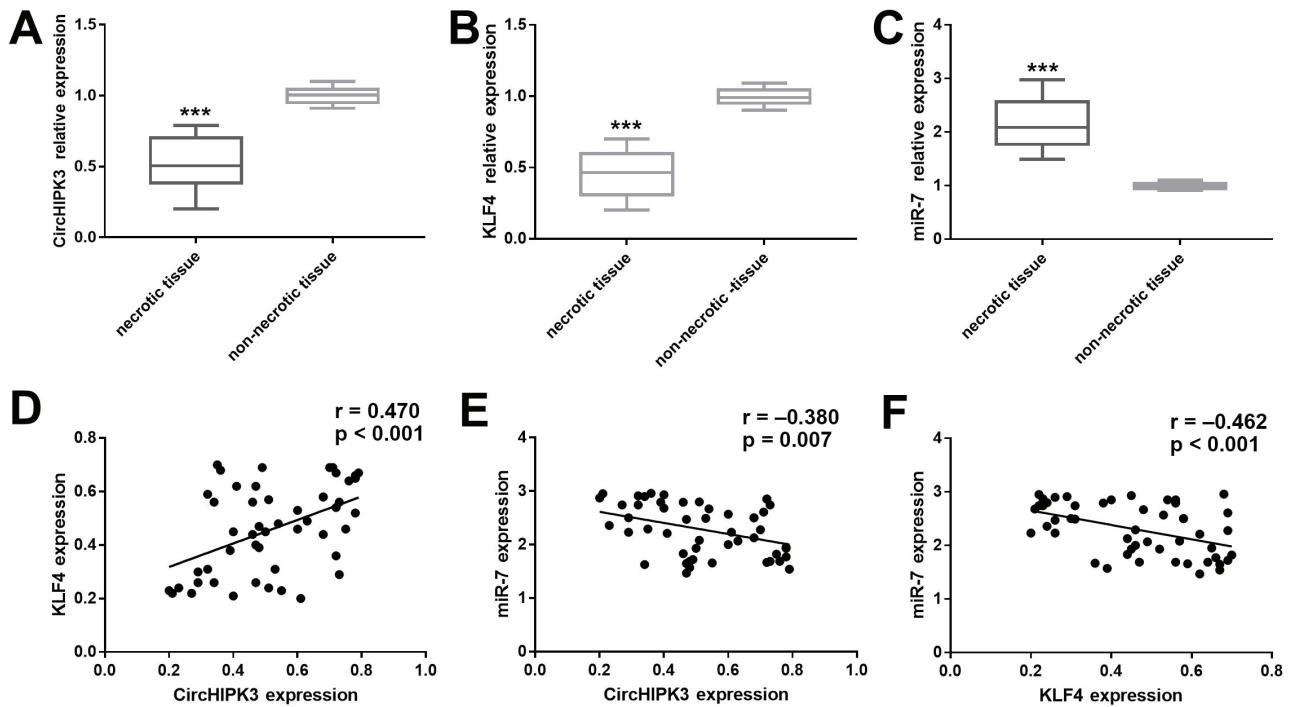 A
CircHIPK3 relative expression
1.5
1.0
0.5
0.0
***
necrotic tissue
non-necrotic tissue
B
KLF4 relative expression
1.5
1.0
0.5
0.0
***
necrotic tissue
non-necrotic -tissue
C
miR-7 relative expression
4
3
2
1
0
***
necrotic tissue
non-necrotic tissue
D
r = 0.470
p < 0.001
KLF4 expression
0.8
0.6
0.4
0.2
0.0
0.0 0.2 0.4 0.6 0.8 1.0
CircHIPK3 expression
E
r = –0.380
p = 0.007
miR-7 expression
4
3
2
1
0
0.0 0.2 0.4 0.6 0.8 1.0
CircHIPK3 expression
F
r = –0.462
p < 0.001
miR-7 expression
4
3
2
1
0
0.0 0.2 0.4 0.6 0.8
KLF4 expression